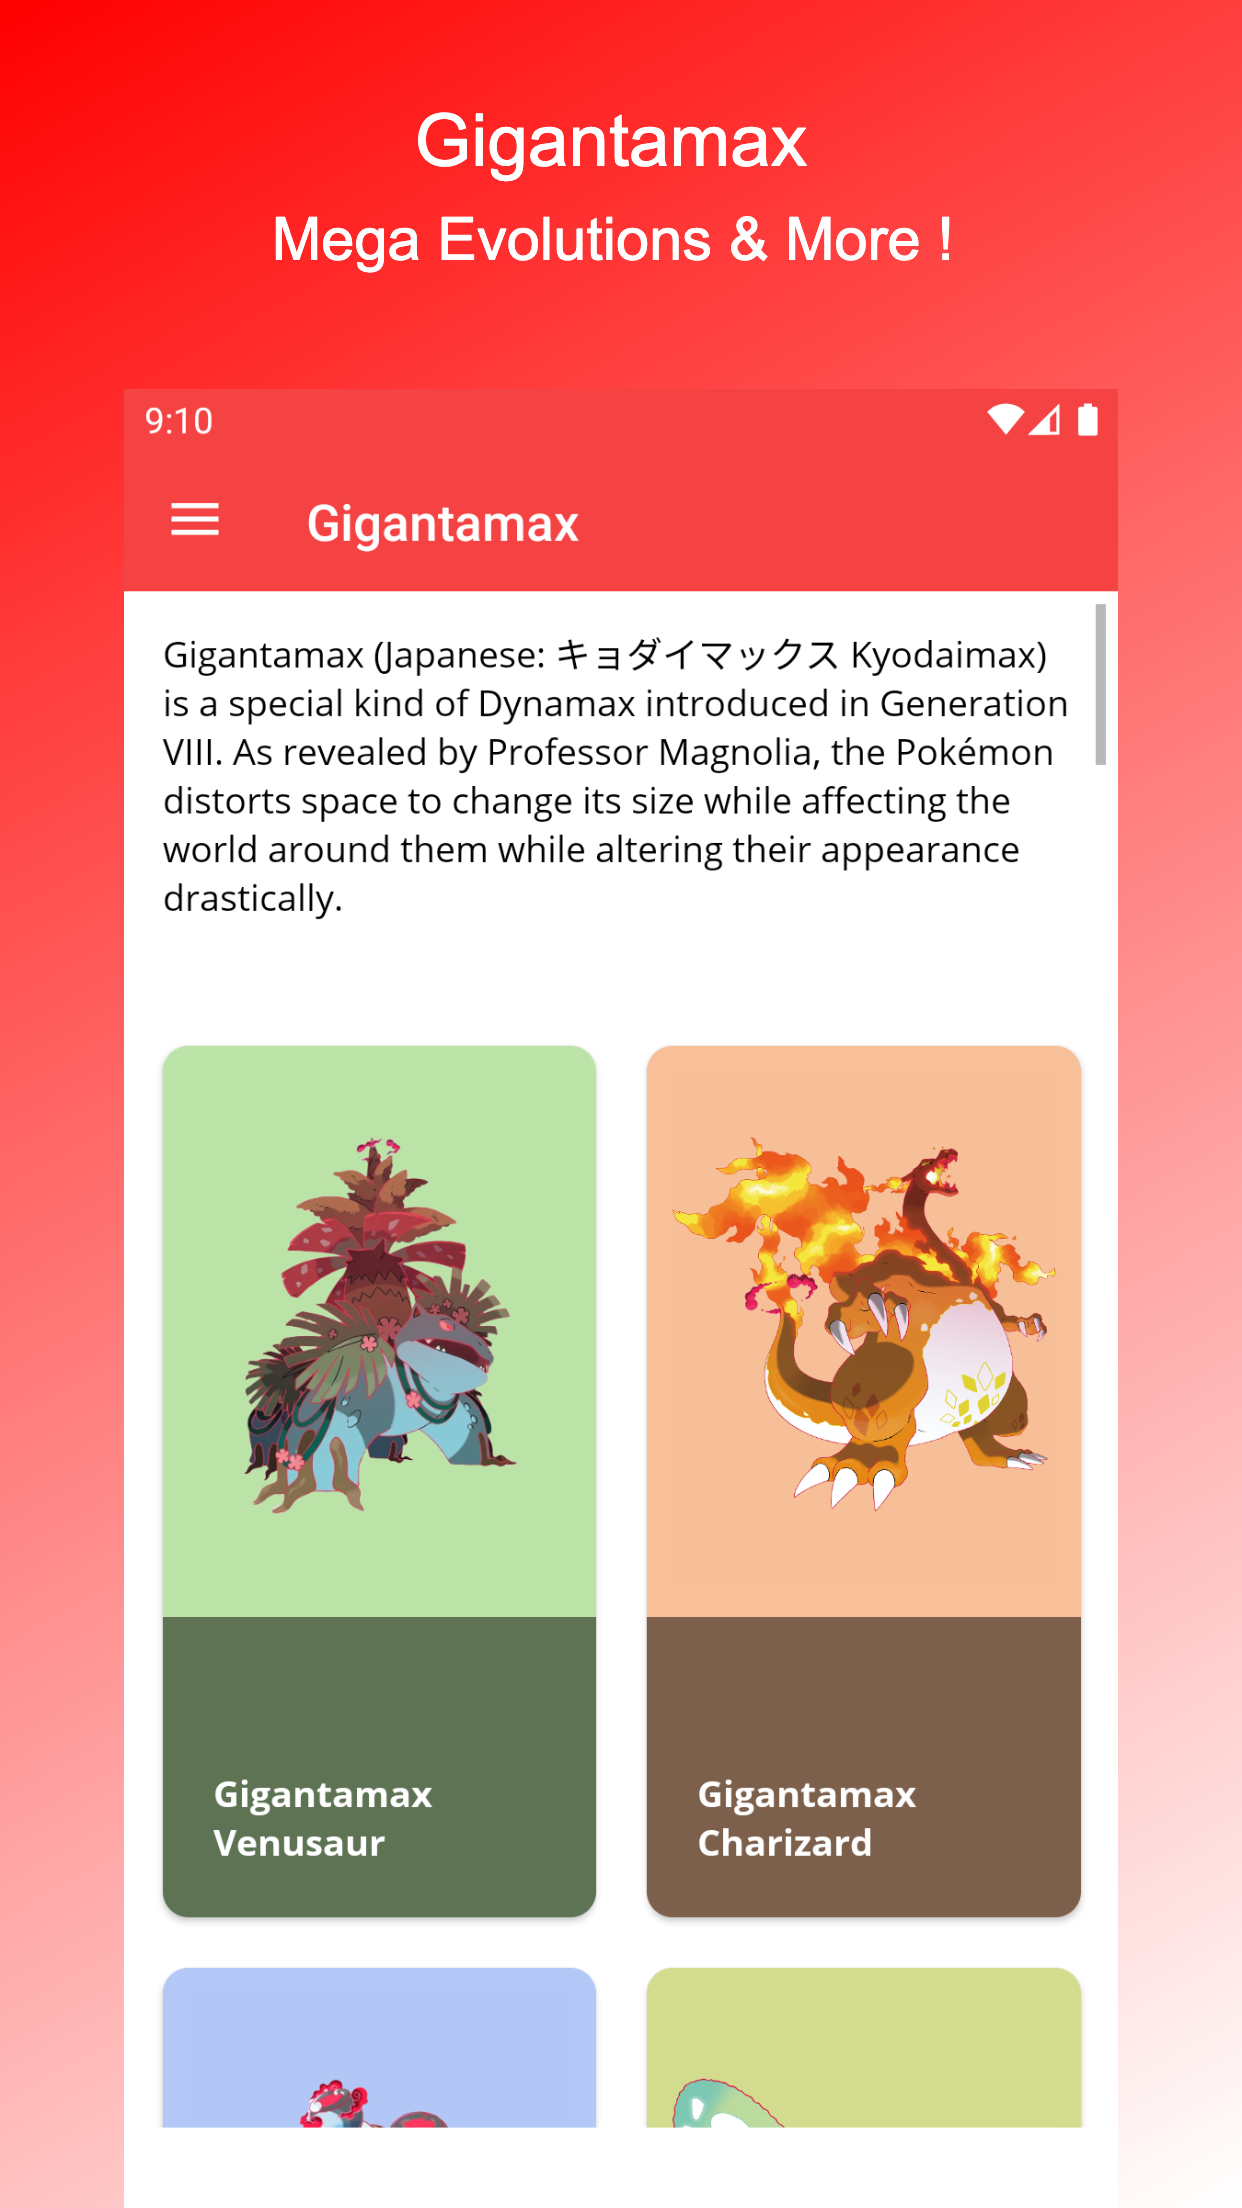 Gigantamax
Mega Evolutions & More !
9:10
Gigantamax
Gigantamax (Japanese: キョダイマックス Kyodaimax)
is a special kind of Dynamax introduced in Generation
VIII. As revealed by Professor Magnolia, the Pokémon
distorts space to change its size while affecting the
world around them while altering their appearance
drastically.
Gigantamax
Venusaur
Gigantamax
Charizard